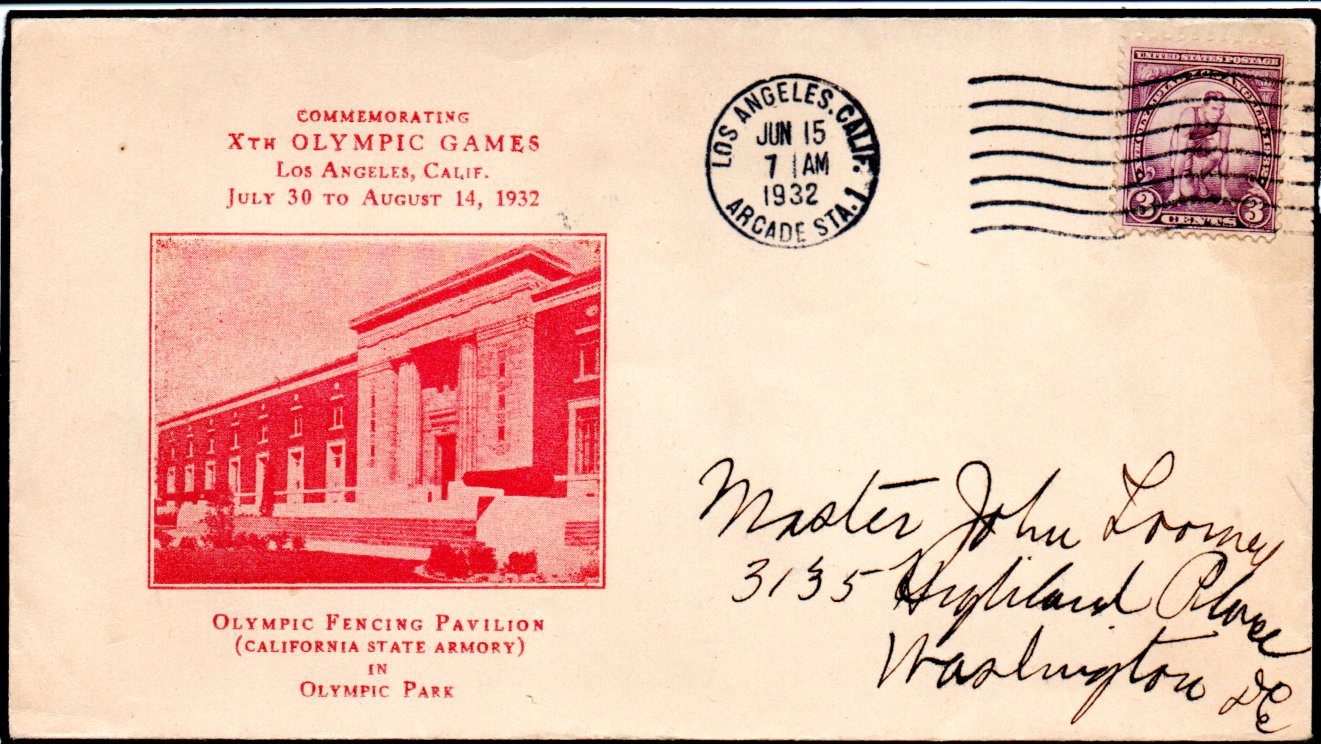 COMMEMORATING
XTH OLYMPIC GAMES
LOS ANGELES, CALIF.
JULY 30 TO AUGUST 14, 1932
OLYMPIC FENCING PAVILION
(CALIFORNIA STATE ARMORY)
IN
OLYMPIC PARK
LOS ANGELES, CALIF.
JUN 15
7 AM
1932
ARCADE STA. 1
UNITED STATES POSTAGE
3 CENTS 3
Master John
3135 Highland Place
Washington DC